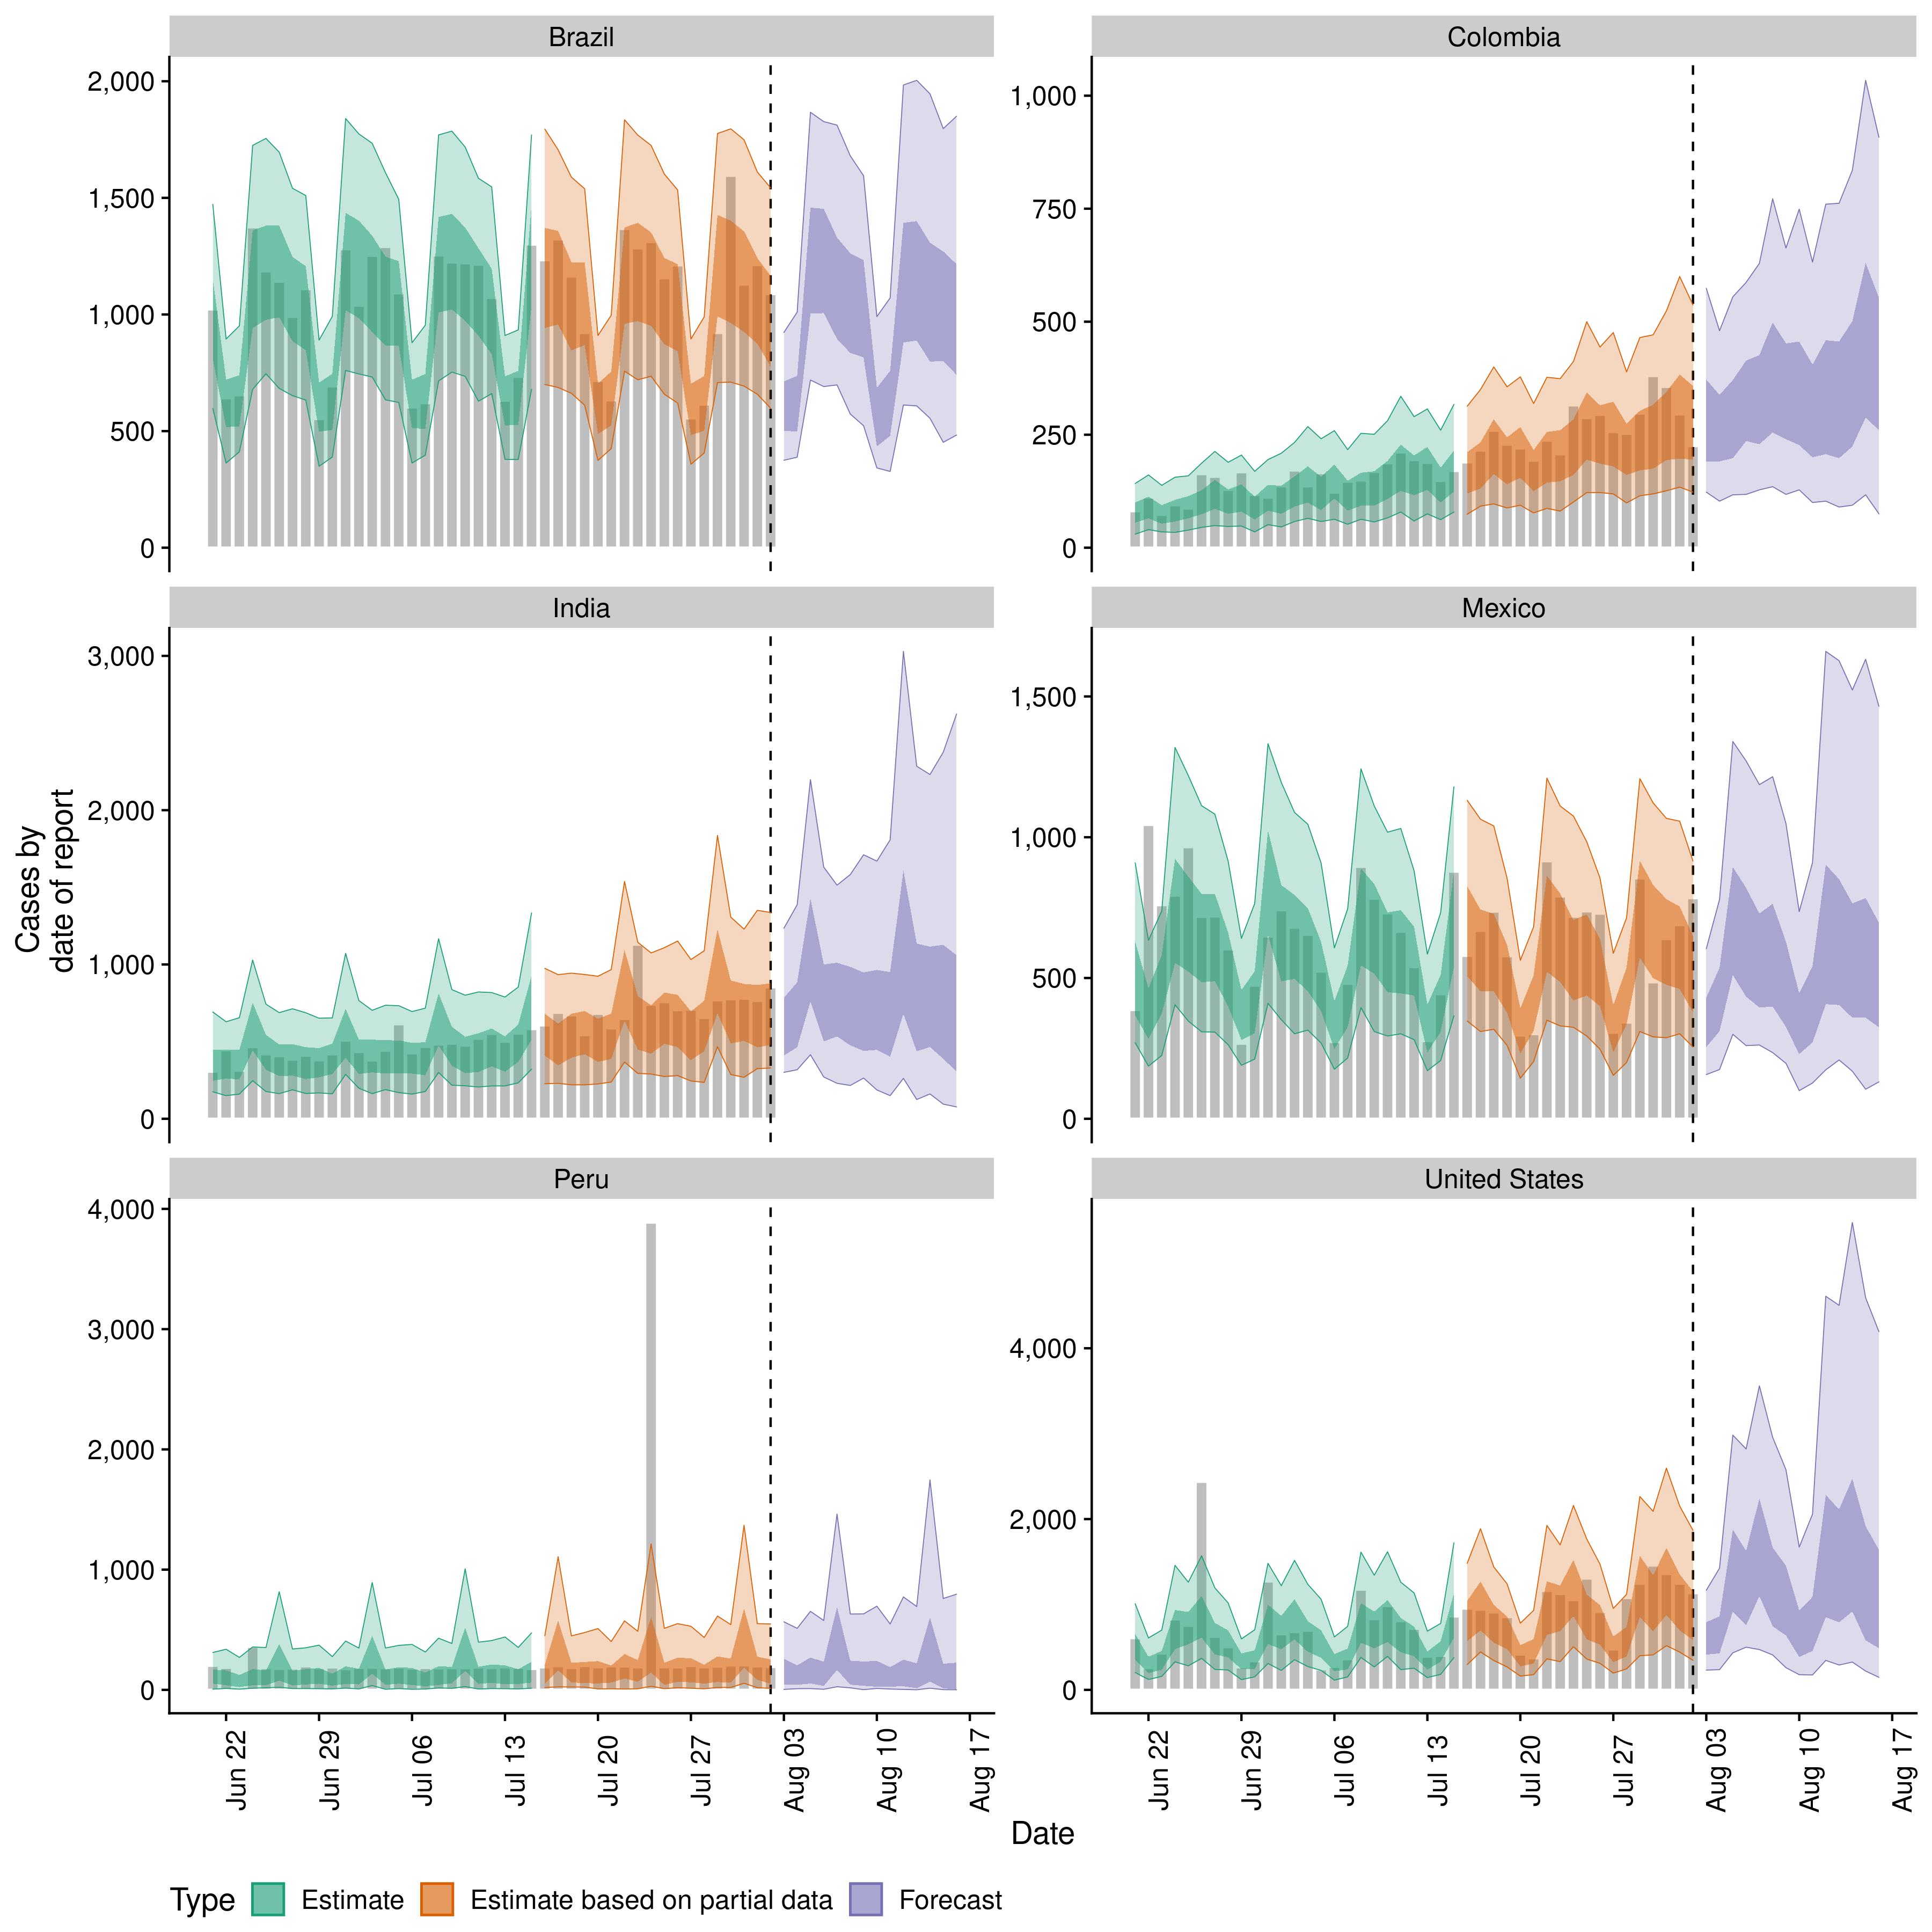 Brazil
Colombia
2,000
1,500
1,000
500
0
1,000
750
500
250
0
India
Mexico
3,000
2,000
1,000
0
1,500
1,000
500
0
Cases by
date of report
Peru
United States
4,000
3,000
2,000
1,000
0
4,000
2,000
0
Jun 22
Jun 29
Jul 06
Jul 13
Jul 20
Jul 27
Aug 03
Aug 10
Aug 17
Jun 22
Jun 29
Jul 06
Jul 13
Jul 20
Jul 27
Aug 03
Aug 10
Aug 17
Date
Type Estimate Estimate based on partial data Forecast